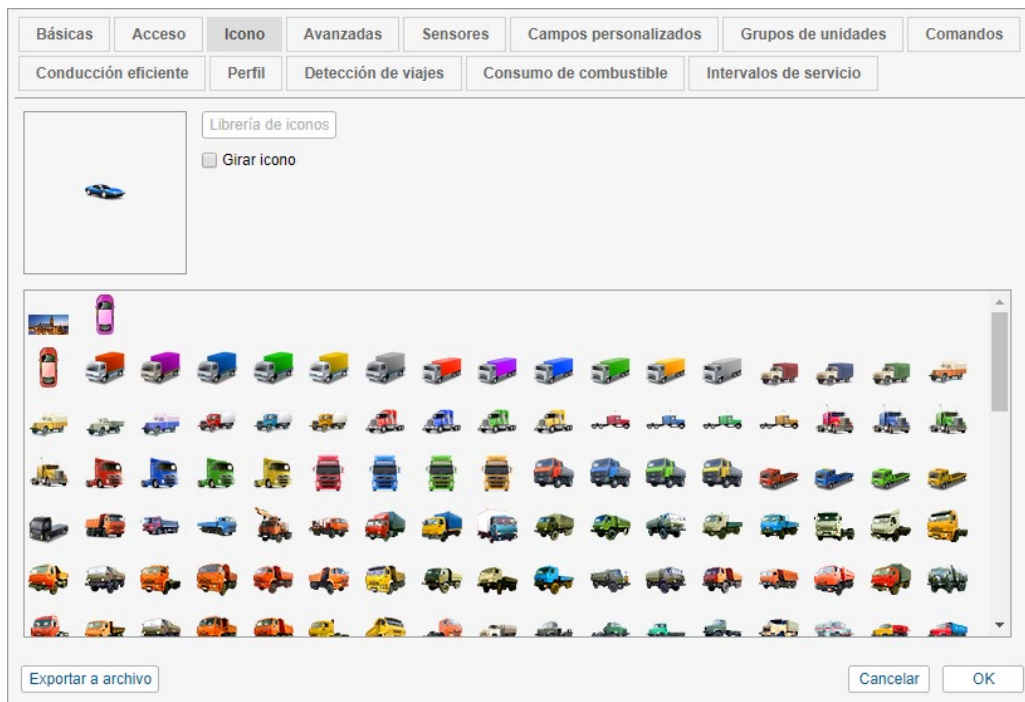 Básicas Acceso Icono Avanzadas Sensores Campos personalizados Grupos de unidades Comandos
Conducción eficiente Perfil Detección de viajes Consumo de combustible Intervalos de servicio
Librería de iconos
Girar icono
Exportar a archivo Cancelar OK